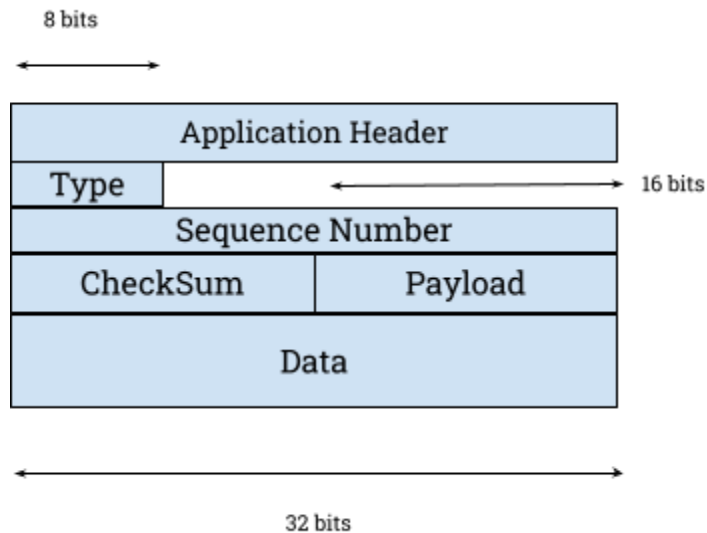 8 bits
Application Header
Type
16 bits
Sequence Number
CheckSum
Payload
Data
32 bits